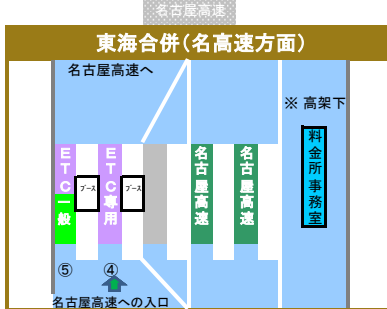 名古屋高速
東海合併(名高速方面)
名古屋高速へ
※ 高架下
料金所事務室
ETC一般
ブース
ETC専用
ブース
名古屋高速
名古屋高速
⑤
④
名古屋高速への入口